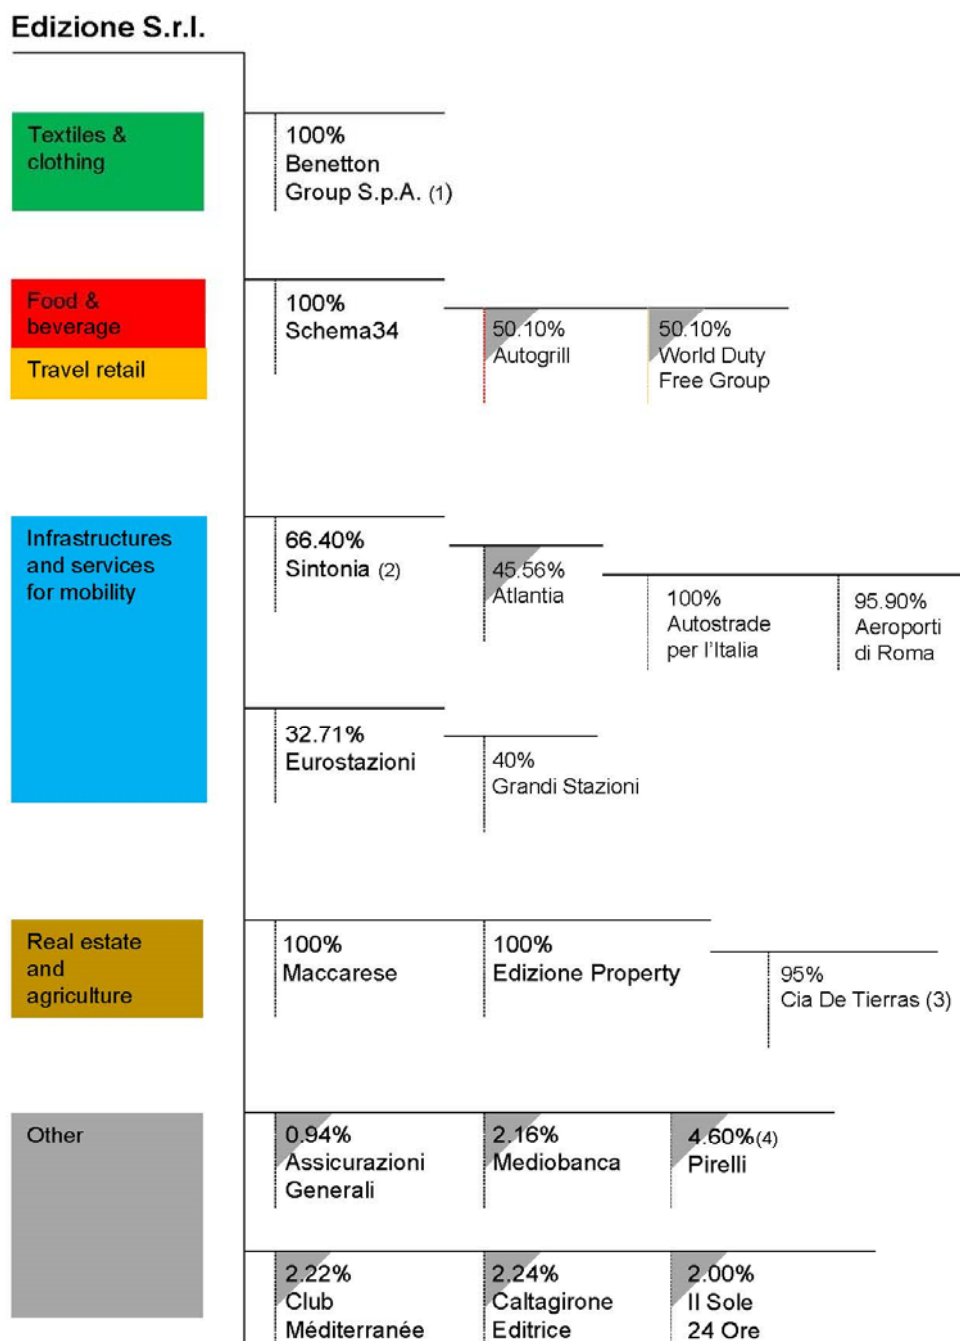 Edizione S.r.l.
Textiles &
clothing
100%
Benetton
Group S.p.A. (1)
Food &
beverage
Travel retail
100%
Schema34
50.10%
Autogrill
50.10%
World Duty
Free Group
Infrastructures
and services
for mobility
66.40%
Sintonia (2)
45.56%
Atlantia
100%
Autostrade
per l'Italia
95.90%
Aeroporti
di Roma
32.71%
Eurostazioni
40%
Grandi Stazioni
Real estate
and
agriculture
100%
Maccarese
100%
Edizione Property
95%
Cia De Tierras (3)
Other
0.94%
Assicurazioni
Generali
2.16%
Mediobanca
4.60%(4)
Pirelli
2.22%
Club
Méditerranée
2.24%
Caltagirone
Editrice
2.00%
Il Sole
24 Ore